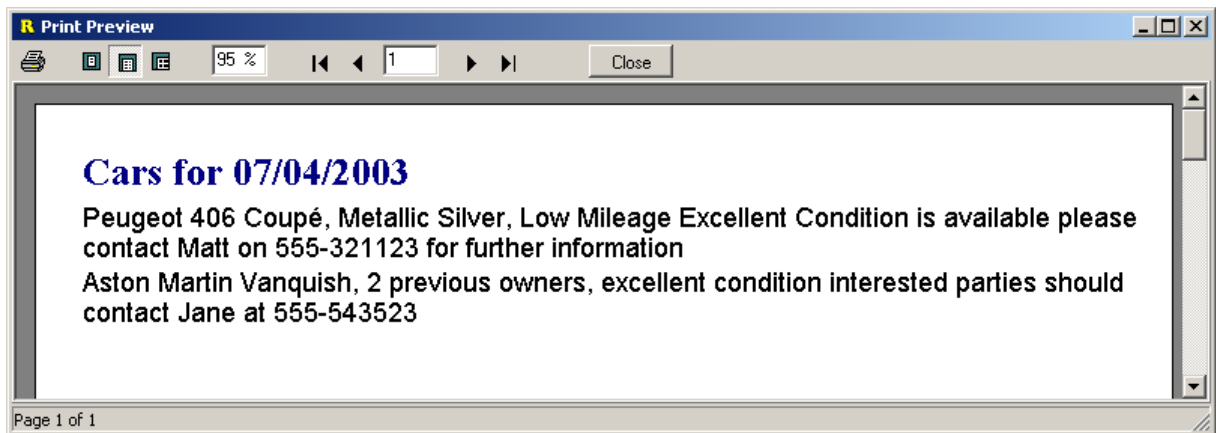 R Print Preview
95 %
1
Close
Cars for 07/04/2003
Peugeot 406 Coupé, Metallic Silver, Low Mileage Excellent Condition is available please
contact Matt on 555-321123 for further information
Aston Martin Vanquish, 2 previous owners, excellent condition interested parties should
contact Jane at 555-543523
Page 1 of 1